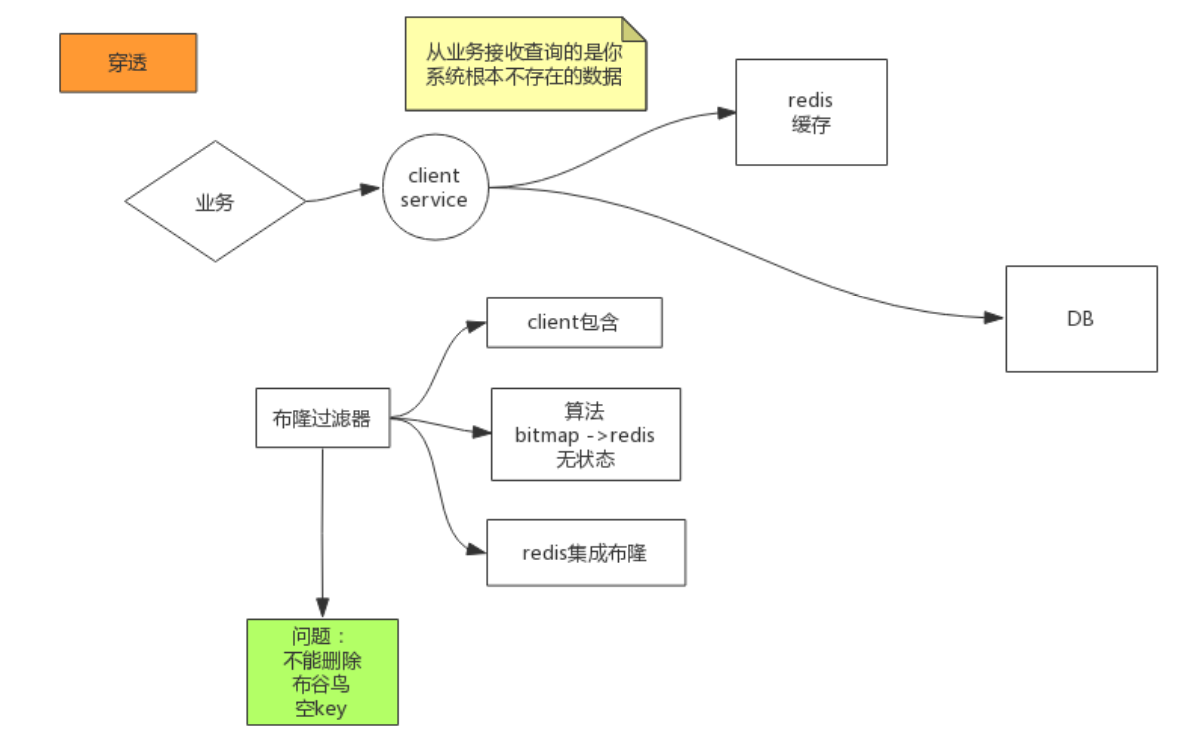 穿透
从业务接收查询的是你
系统根本不存在的数据
redis
缓存
业务
client
service
DB
client包含
布隆过滤器
算法
bitmap ->redis
无状态
redis集成布隆
问题：
不能删除
布谷鸟
空key